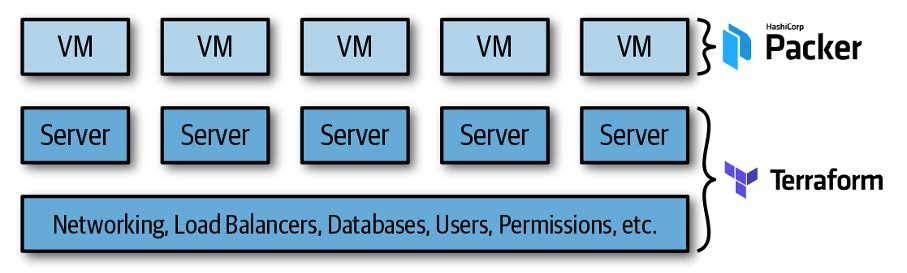 VM VM VM VM VM
HashiCorp
Packer
Server Server Server Server Server
Networking, Load Balancers, Databases, Users, Permissions, etc.
Terraform